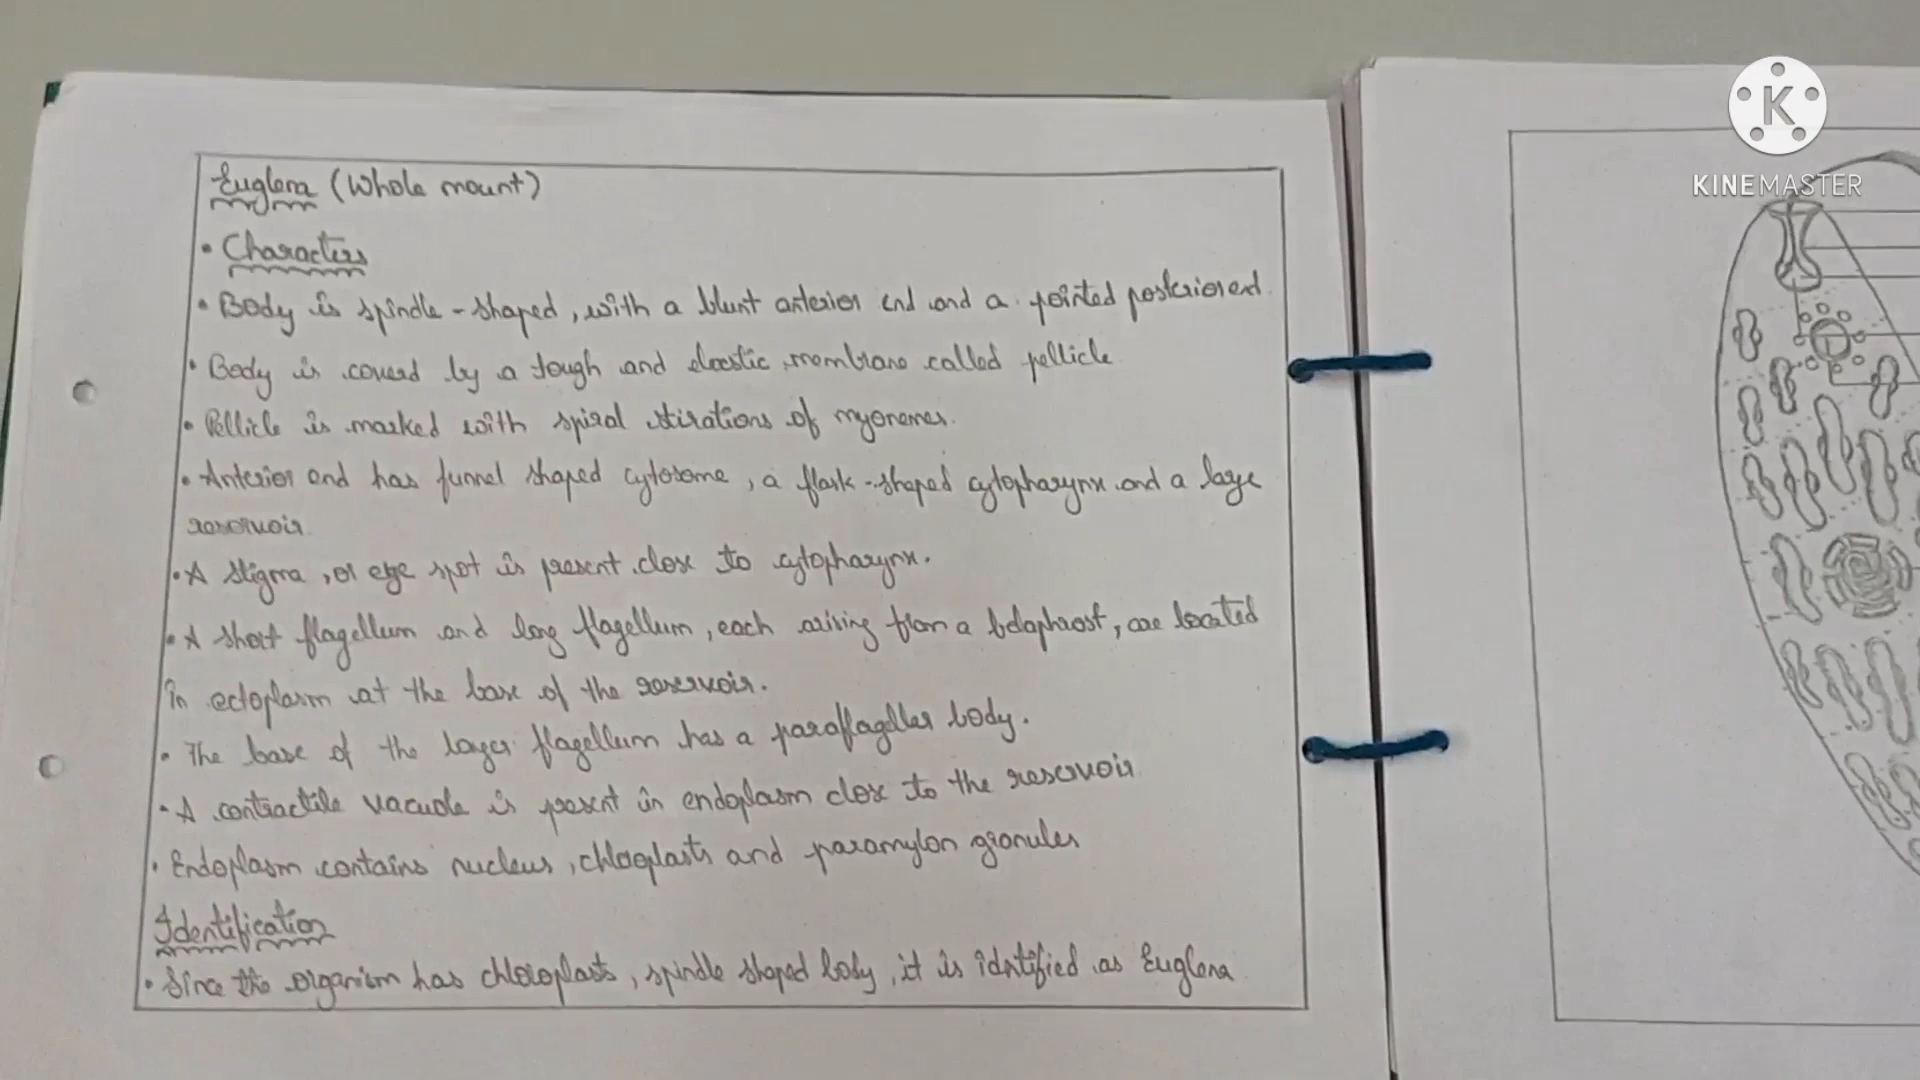 Euglena (Whole mount)
• Characters
• Body is spindle-shaped, with a blunt anterior end and a pointed posterior end
• Body is covered by a tough and elastic membrane called pellicle
• Pellicle is marked with spiral stirations of myonemes.
• Anterior end has funnel shaped cytosome, a flask-shaped cytopharynx and a large
reservoir
• A stigma, or eye spot is present close to cytopharynx.
• A short flagellum and long flagellum, each arising from a belaphrost, are located
in ectoplasm at the base of the reservoir.
• The base of the larger flagellum has a paraflagellar body.
• A contractile vacuole is present in endoplasm close to the reservoir
• Endoplasm contains nucleus, chloroplasts and paramylon granules
Identification
• Since the organism has chloroplasts, spindle shaped body, it is idntified as Euglena
K
KINEMASTER